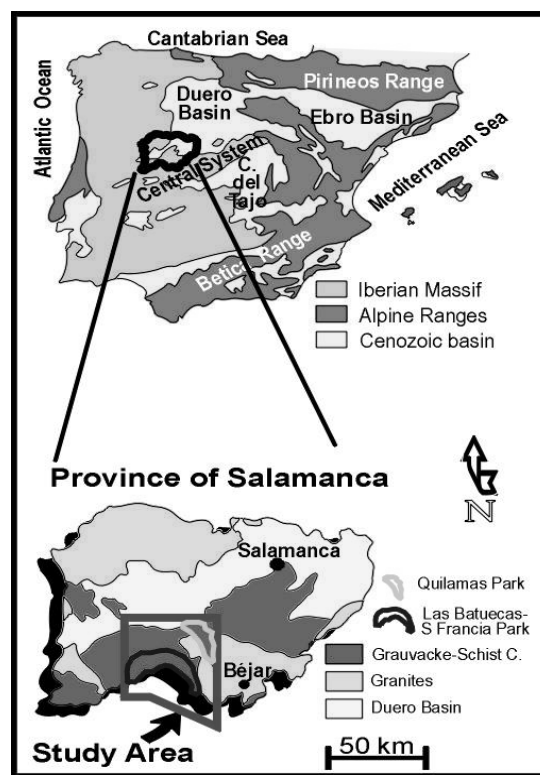 Cantabrian Sea
Atlantic Ocean
Pirineos Range
Duero
Basin
Ebro Basin
Central System
C.
del
Tajo
Mediterranean Sea
Betica Range
Iberian Massif
Alpine Ranges
Cenozoic basin
Province of Salamanca
N
Salamanca
Quilamas Park
Las Batuecas-
S Francia Park
Grauvacke-Schist C.
Béjar
Granites
Duero Basin
Study Area
50 km